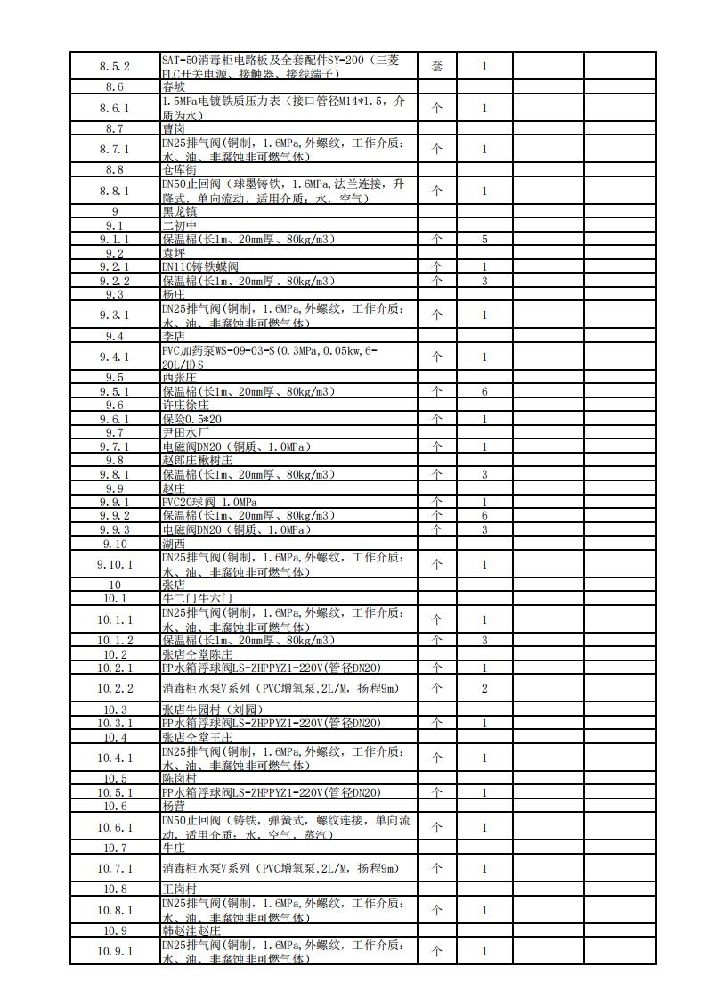 8.5.2 SAT-50消毒柜电路板及全套配件SY-200（三菱 套 1
PLC开关电源、接触器、接线端子）
8.6 春坡
8.6.1 1.5MPa电镀铁质压力表（接口管径M14*1.5，介 个 1
质为水）
8.7 曹岗
8.7.1 DN25排气阀(铜制，1.6MPa,外螺纹，工作介质： 个 1
水、油、非腐蚀非可燃气体）
8.8 仓库街
8.8.1 DN50止回阀（球墨铸铁，1.6MPa,法兰连接，升 个 1
降式，单向流动，适用介质：水，空气）
9 黑龙镇
9.1 二初中
9.1.1 保温棉(长1m、20mm厚、80kg/m3） 个 5
9.2 袁坪
9.2.1 DN110铸铁蝶阀 个 1
9.2.2 保温棉(长1m、20mm厚、80kg/m3） 个 3
9.3 杨庄
9.3.1 DN25排气阀(铜制，1.6MPa,外螺纹，工作介质： 个 1
水、油、非腐蚀非可燃气体）
9.4 李店
9.4.1 PVC加药泵WS-09-03-S(0.3MPa,0.05kw,6- 个 1
20L/H)S
9.5 西张庄
9.5.1 保温棉(长1m、20mm厚、80kg/m3） 个 6
9.6 许庄徐庄
9.6.1 保险0.5*20 个 1
9.7 尹田水厂
9.7.1 电磁阀DN20（铜质、1.0MPa） 个 1
9.8 赵郎庄楸树庄
9.8.1 保温棉(长1m、20mm厚、80kg/m3） 个 3
9.9 赵庄
9.9.1 PVC20球阀 1.0MPa 个 1
9.9.2 保温棉(长1m、20mm厚、80kg/m3） 个 6
9.9.3 电磁阀DN20（铜质、1.0MPa） 个 3
9.10 湖西
9.10.1 DN25排气阀(铜制，1.6MPa,外螺纹，工作介质： 个 1
水、油、非腐蚀非可燃气体）
10 张店
10.1 牛二门牛六门
10.1.1 DN25排气阀(铜制，1.6MPa,外螺纹，工作介质： 个 1
水、油、非腐蚀非可燃气体）
10.1.2 保温棉(长1m、20mm厚、80kg/m3） 个 3
10.2 张店仝堂陈庄
10.2.1 PP水箱浮球阀LS-ZHPPYZ1-220V(管径DN20) 个 1
10.2.2 消毒柜水泵V系列（PVC增氧泵,2L/M，扬程9m） 个 2
10.3 张店牛园村（刘园）
10.3.1 PP水箱浮球阀LS-ZHPPYZ1-220V(管径DN20) 个 1
10.4 张店仝堂王庄
10.4.1 DN25排气阀(铜制，1.6MPa,外螺纹，工作介质： 个 1
水、油、非腐蚀非可燃气体）
10.5 陈岗村
10.5.1 PP水箱浮球阀LS-ZHPPYZ1-220V(管径DN20) 个 1
10.6 杨营
10.6.1 DN50止回阀（铸铁，弹簧式，螺纹连接，单向流 个 1
动，适用介质：水，空气，蒸汽）
10.7 牛庄
10.7.1 消毒柜水泵V系列（PVC增氧泵,2L/M，扬程9m） 个 1
10.8 王岗村
10.8.1 DN25排气阀(铜制，1.6MPa,外螺纹，工作介质： 个 1
水、油、非腐蚀非可燃气体）
10.9 韩赵洼赵庄
10.9.1 DN25排气阀(铜制，1.6MPa,外螺纹，工作介质： 个 1
水、油、非腐蚀非可燃气体）